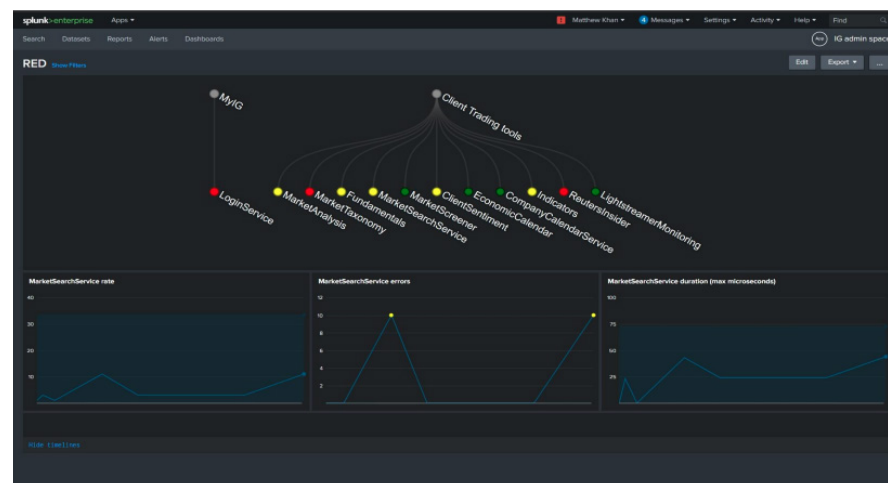 splunk>enterprise Apps ▾ ! Matthew Khan ▾ 4 Messages ▾ Settings ▾ Activity ▾ Help ▾ Find
Search Datasets Reports Alerts Dashboards IG admin space
RED Show Filters Edit Export ▾ ...
MyIG
Client Trading tools
LoginService
MarketAnalysis
MarketTaxonomy
Fundamentals
MarketSearchService
MarketScreener
ClientSentiment
EconomicCalendar
CompanyCalendarService
Indicators
ReutersInsider
LightstreamerMonitoring
MarketSearchService rate
40
30
20
10
MarketSearchService errors
12
10
8
6
4
2
MarketSearchService duration (max microseconds)
100
75
50
25
Hide timelines